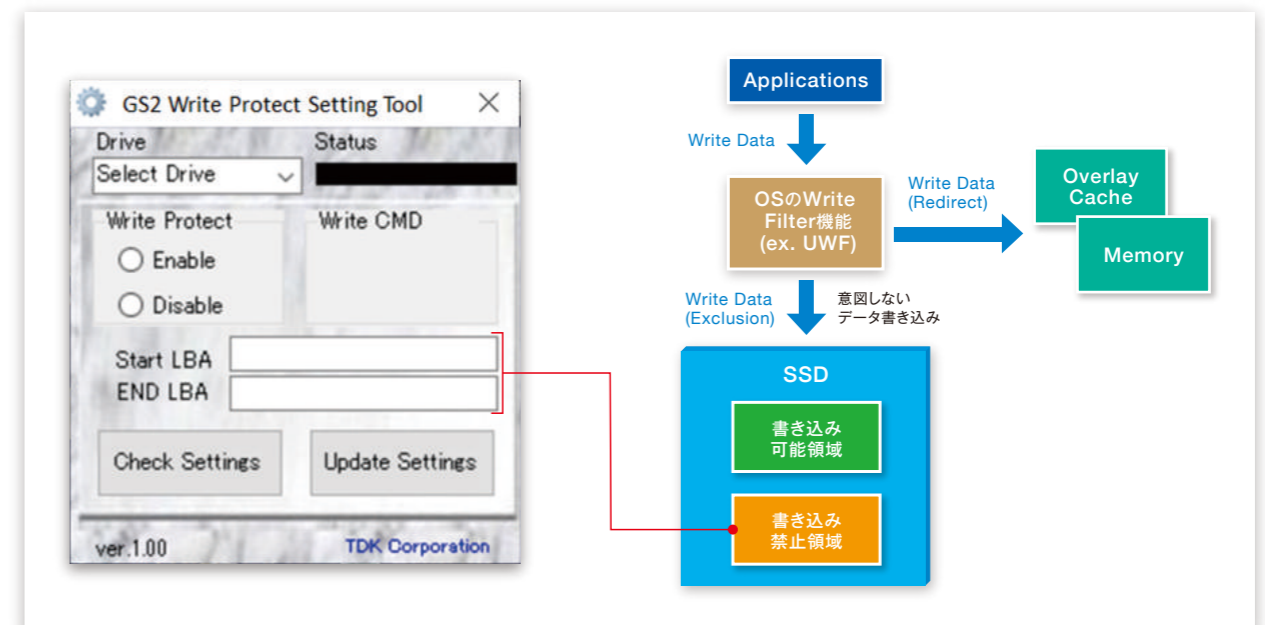 GS2 Write Protect Setting Tool
Drive
Status
Select Drive
Write Protect
Write CMD
Enable
Disable
Start LBA
END LBA
Check Settings
Update Settings
ver.1.00
TDK Corporation
Applications
Write Data
OSのWrite
Filter機能
(ex. UWF)
Write Data
(Redirect)
Overlay
Cache
Memory
Write Data
(Exclusion)
意図しない
データ書き込み
SSD
書き込み
可能領域
書き込み
禁止領域